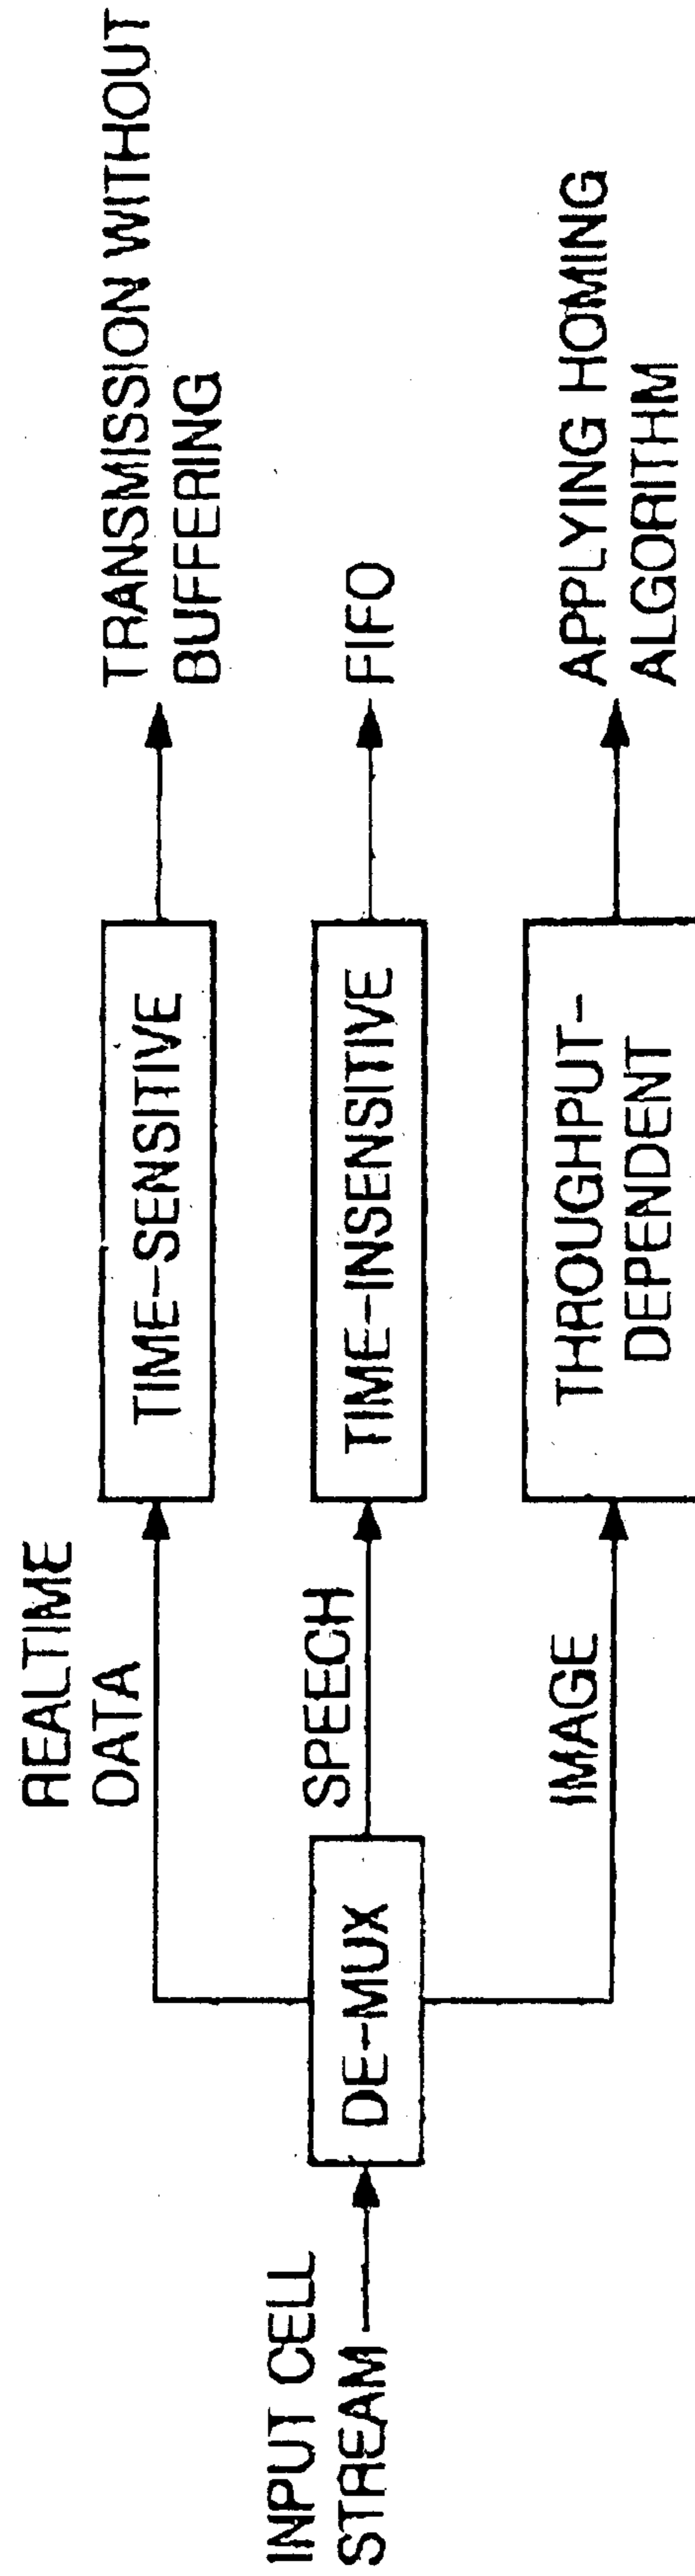 INPUT CELL
STREAM
DE-MUX
REALTIME
DATA
SPEECH
IMAGE
TIME-SENSITIVE
TIME-INSENSITIVE
THROUGHPUT-
DEPENDENT
TRANSMISSION WITHOUT
BUFFERING
FIFO
APPLYING HOMING
ALGORITHM